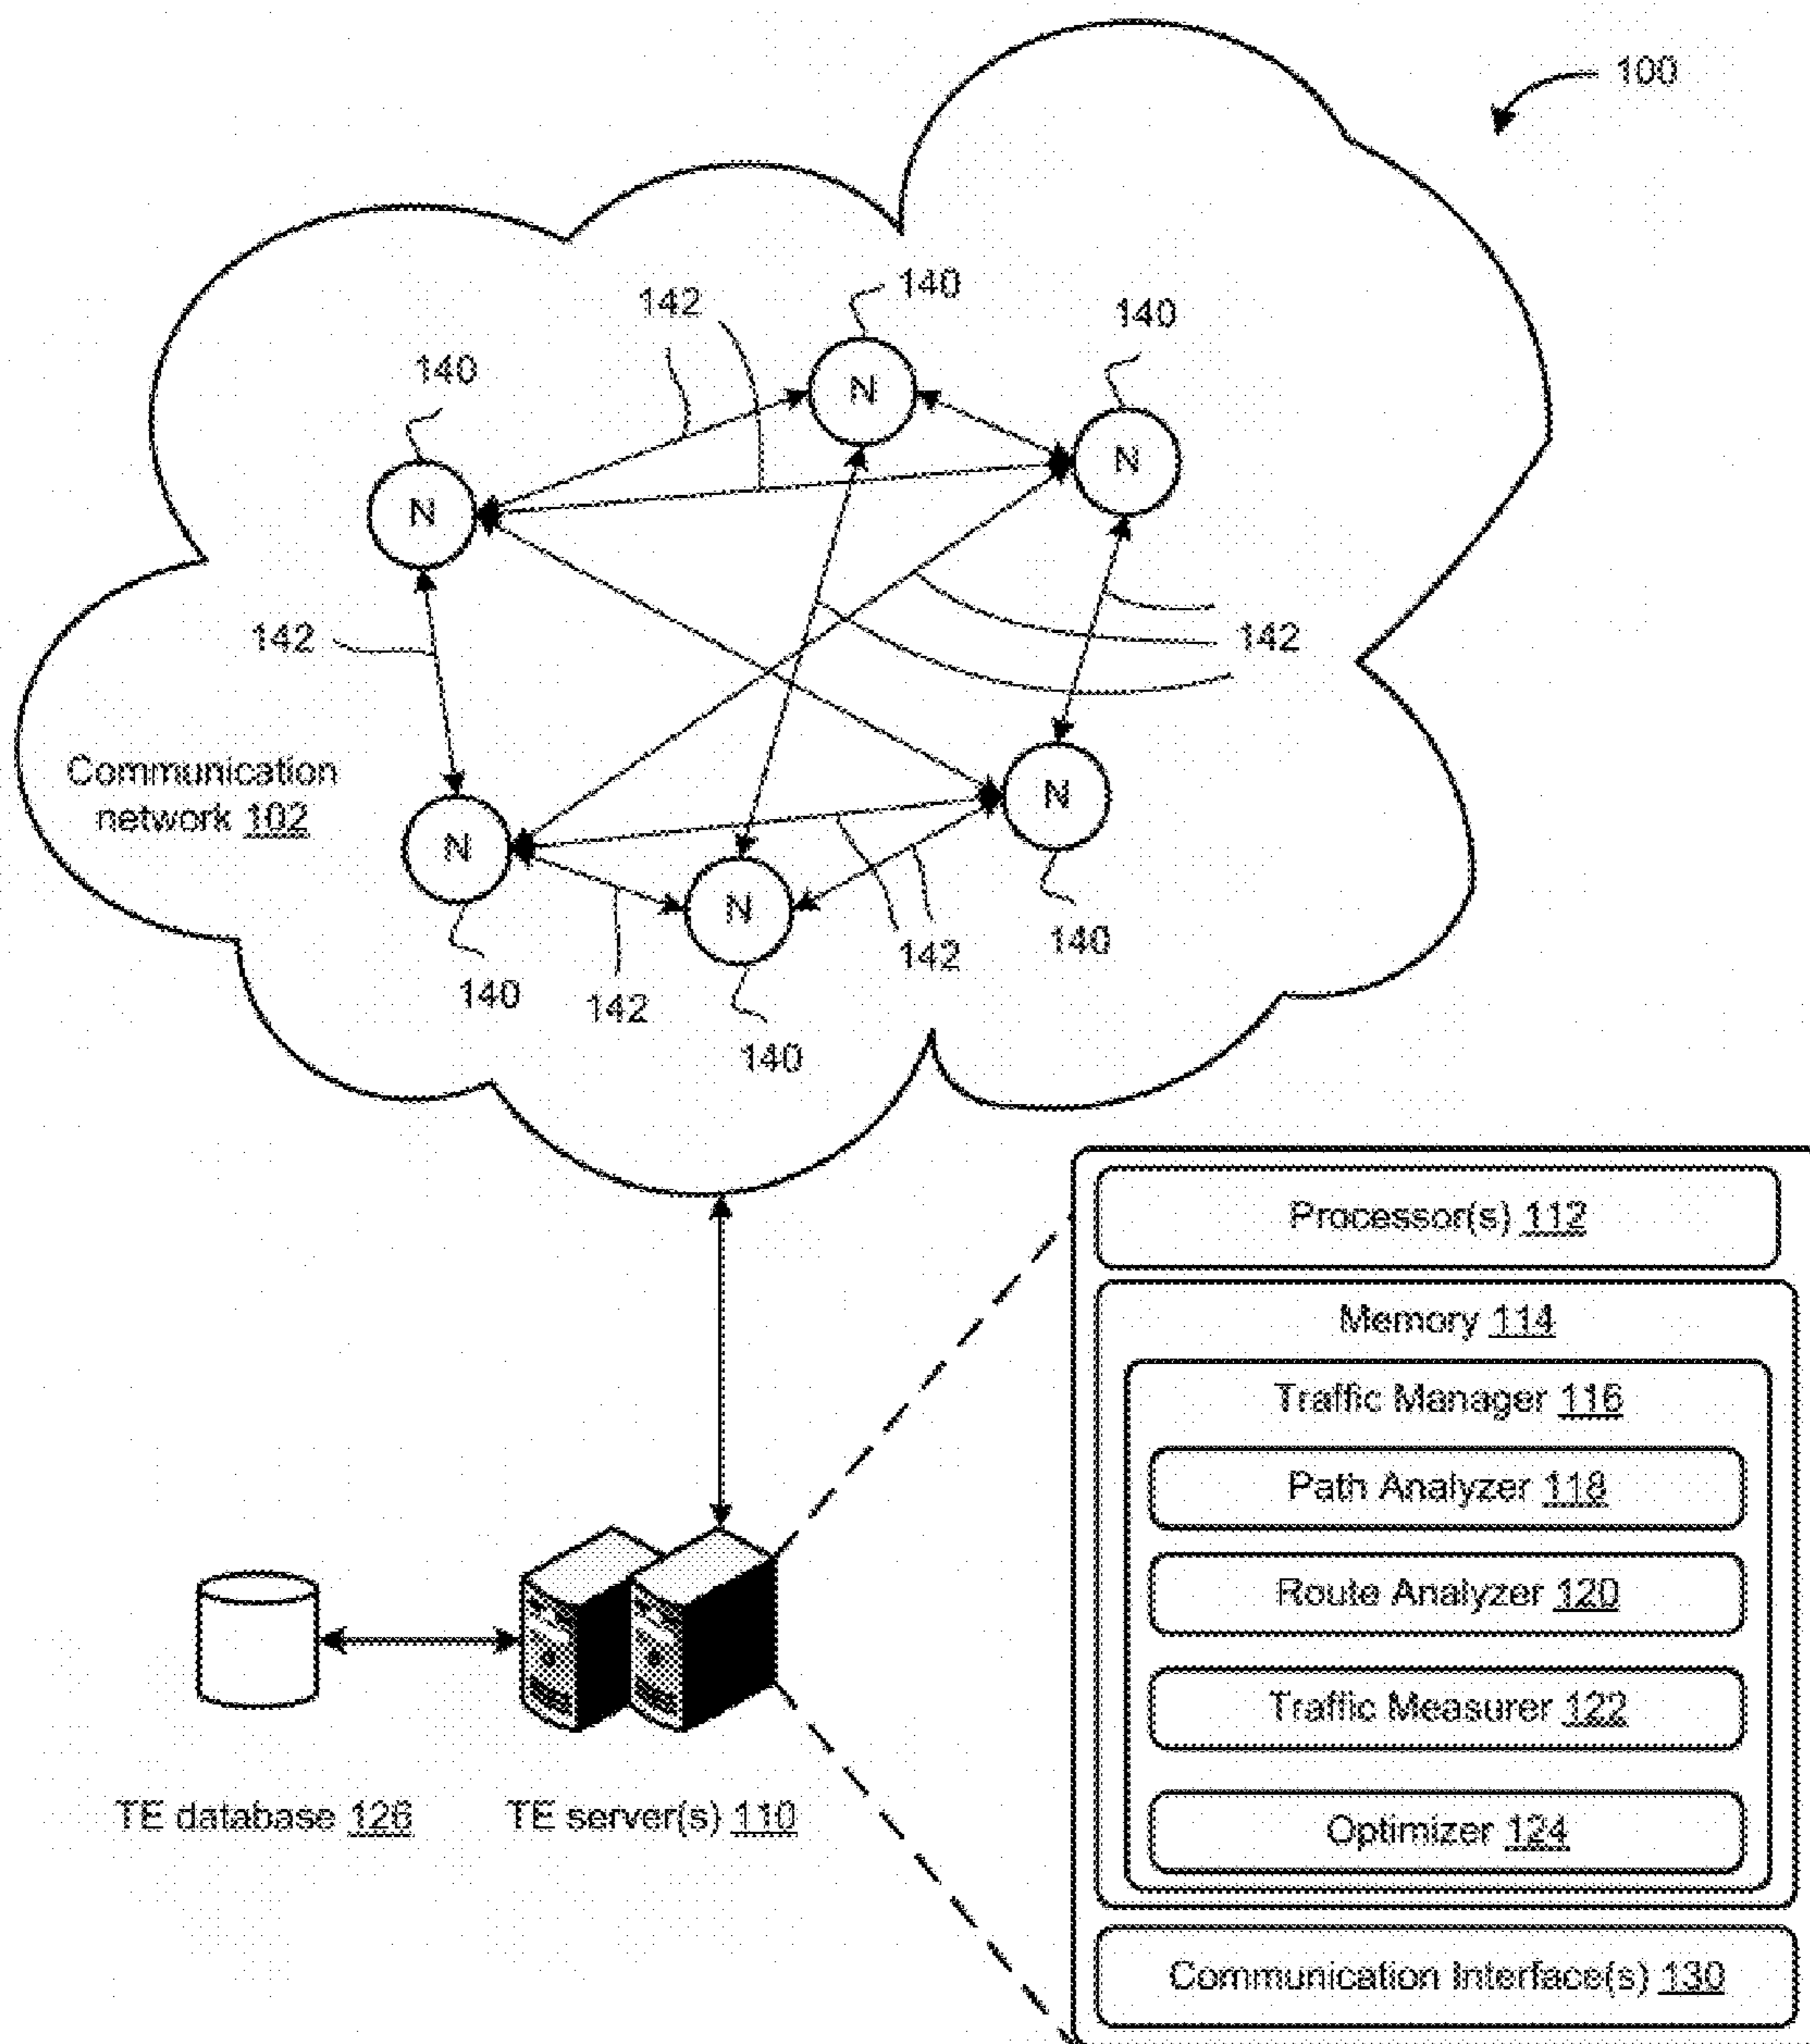 100
140
142
140
140
N
N
N
142
142
Communication
network 102
N
N
N
140
142
140
142
140
Processor(s) 112
Memory 114
Traffic Manager 116
Path Analyzer 118
Route Analyzer 120
Traffic Measurer 122
TE database 126
TE server(s) 110
Optimizer 124
Communication Interface(s) 130